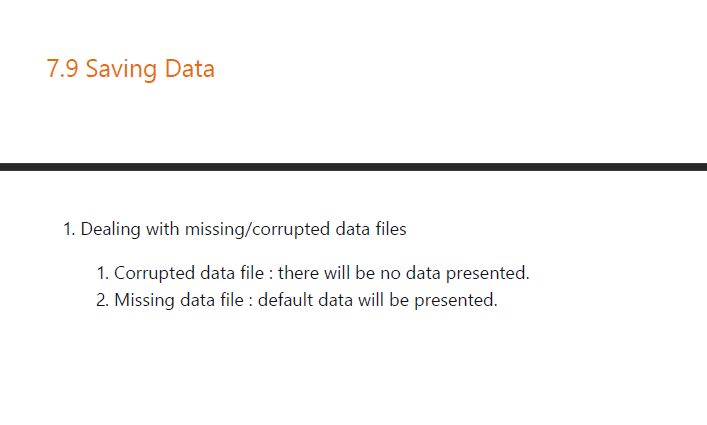 7.9 Saving Data
1. Dealing with missing/corrupted data files
1. Corrupted data file : there will be no data presented.
2. Missing data file : default data will be presented.